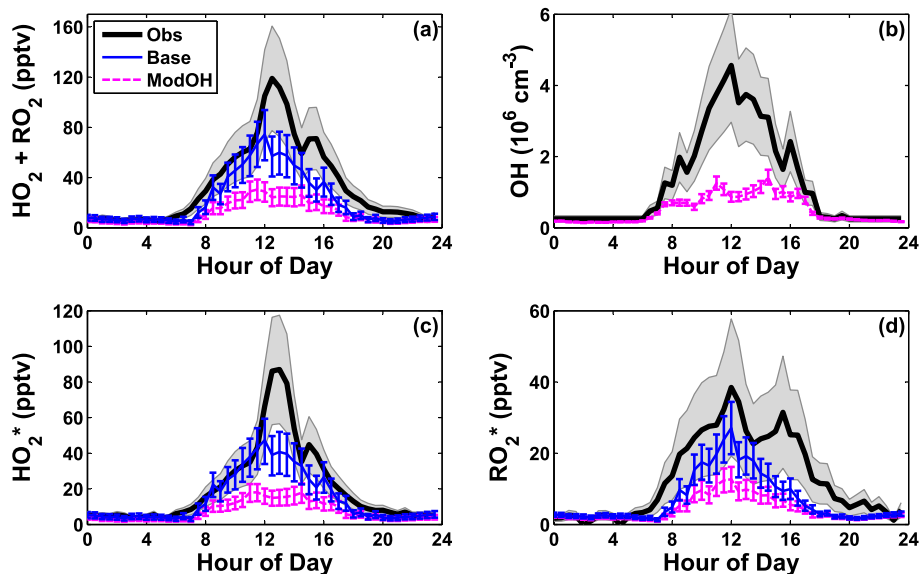 (a)
HO2 + RO2 (pptv)
160
120
80
40
0
Obs
Base
ModOH
0 4 8 12 16 20 24
Hour of Day
(b)
OH (10^6 cm^-3)
6
4
2
0
0 4 8 12 16 20 24
Hour of Day
(c)
HO2* (pptv)
120
100
80
60
40
20
0
0 4 8 12 16 20 24
Hour of Day
(d)
RO2* (pptv)
60
40
20
0
0 4 8 12 16 20 24
Hour of Day